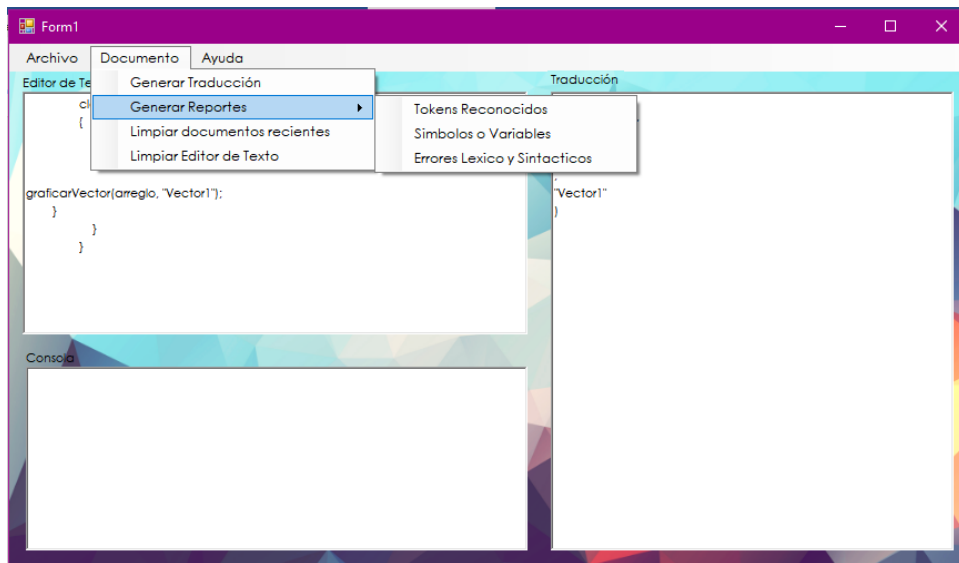 Form1
Archivo Documento Ayuda
Editor de Te
Traducción
Generar Traducción
Generar Reportes
Limpiar documentos recientes
Limpiar Editor de Texto
Tokens Reconocidos
Simbolos o Variables
Errores Lexico y Sintacticos
cl
{
graficarVector(arreglo, "Vector1");
}
}
}
"Vector1"
)
Consola